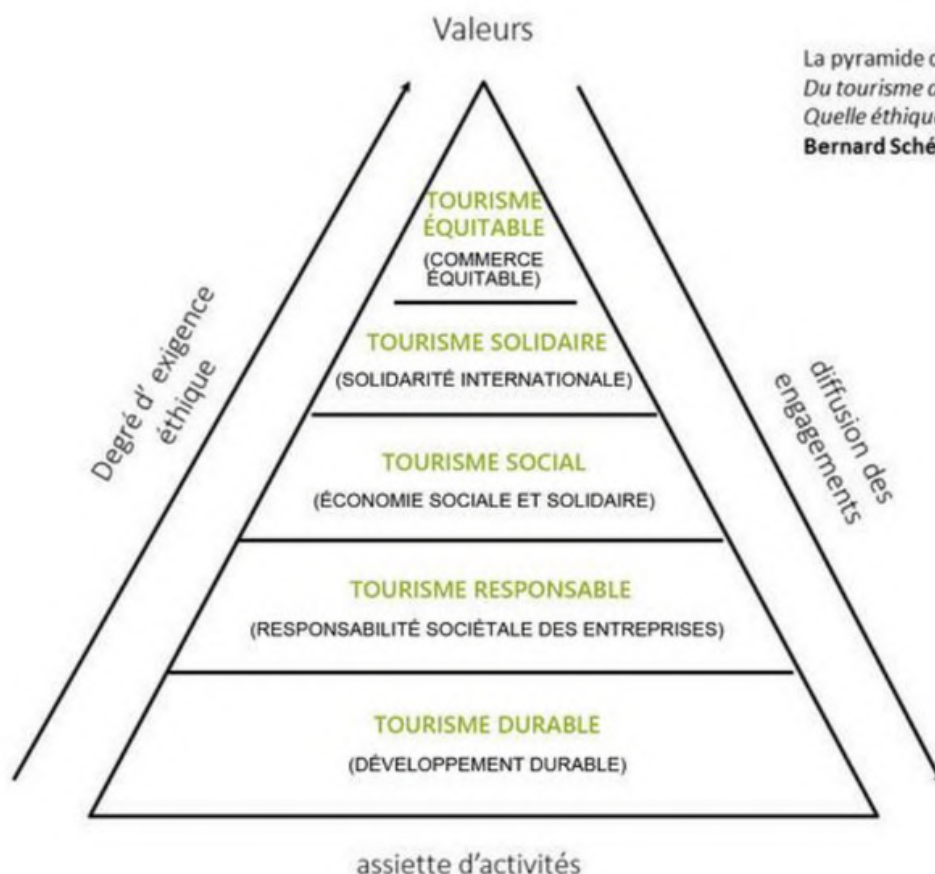 Valeurs
La pyramide
Du tourisme
Quelle éthique
Bernard
TOURISME
ÉQUITABLE
(COMMERCE
ÉQUITABLE)
TOURISME SOLIDAIRE
(SOLIDARITÉ INTERNATIONALE)
TOURISME SOCIAL
(ÉCONOMIE SOCIALE ET SOLIDAIRE)
TOURISME RESPONSABLE
(RESPONSABILITÉ SOCIÉTALE DES ENTREPRISES)
TOURISME DURABLE
(DÉVELOPPEMENT DURABLE)
Degré d' exigence
éthique
diffusion des
engagements
assiette d'activités